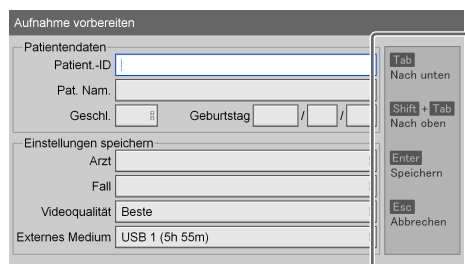 Aufnahme vorbereiten
Patientendaten
Patient.-ID
Pat. Nam.
Geschl.
Geburtstag / /
Einstellungen speichern
Arzt
Fall
Videoqualität Beste
Externes Medium USB 1 (5h 55m)
Tab
Nach unten
Shift + Tab
Nach oben
Enter
Speichern
Esc
Abbrechen